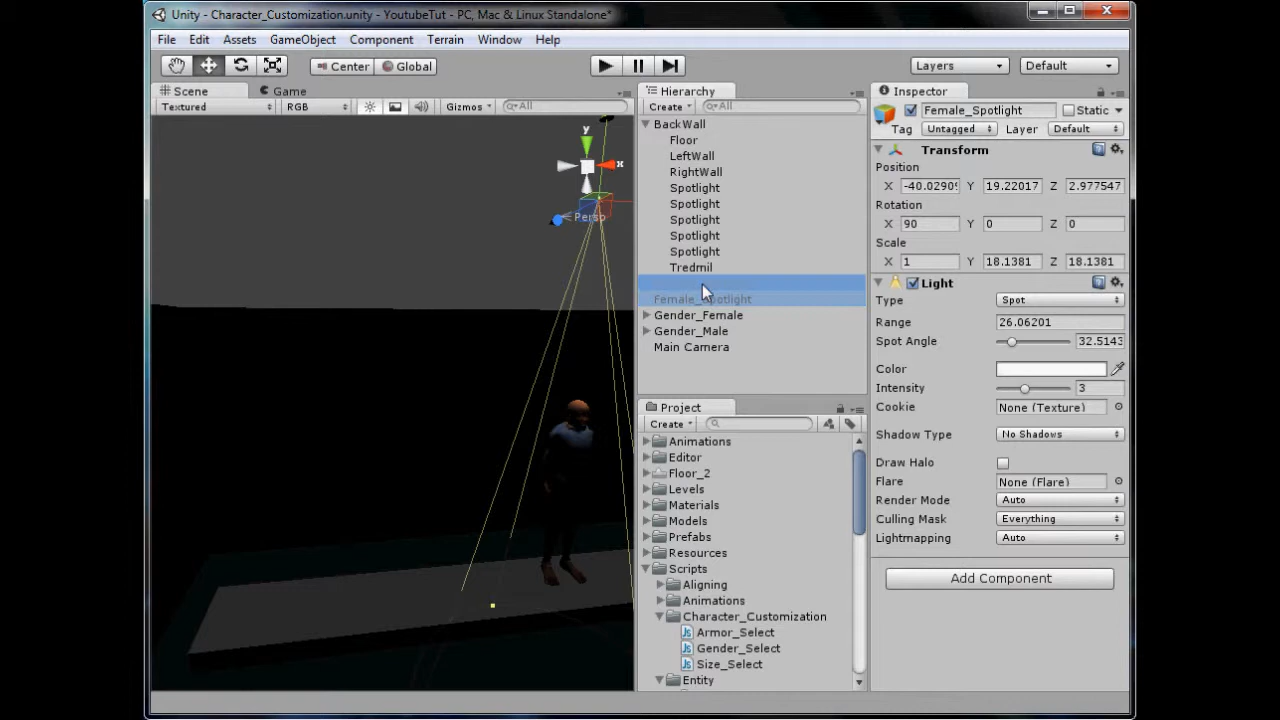 Unity - Character_Customization.unity - YoutubeTut - PC, Mac & Linux Standalone*
File Edit Assets GameObject Component Terrain Window Help
Center Global Layers Default
Scene Game
Textured RGB Gizmos All
y
x
Persp
Hierarchy
Create All
BackWall
Floor
LeftWall
RightWall
Spotlight
Spotlight
Spotlight
Spotlight
Spotlight
Tredmil
Female_Spotlight
Gender_Female
Gender_Male
Main Camera
Project
Create
Animations
Editor
Floor_2
Levels
Materials
Models
Prefabs
Resources
Scripts
Aligning
Animations
Character_Customization
Armor_Select
Gender_Select
Size_Select
Entity
Inspector
Female_Spotlight Static
Tag Untagged Layer Default
Transform
Position
X -40.0290 Y 19.22017 Z 2.977547
Rotation
X 90 Y 0 Z 0
Scale
X 1 Y 18.1381 Z 18.1381
Light
Type Spot
Range 26.06201
Spot Angle 32.5143
Color
Intensity 3
Cookie None (Texture)
Shadow Type No Shadows
Draw Halo
Flare None (Flare)
Render Mode Auto
Culling Mask Everything
Lightmapping Auto
Add Component